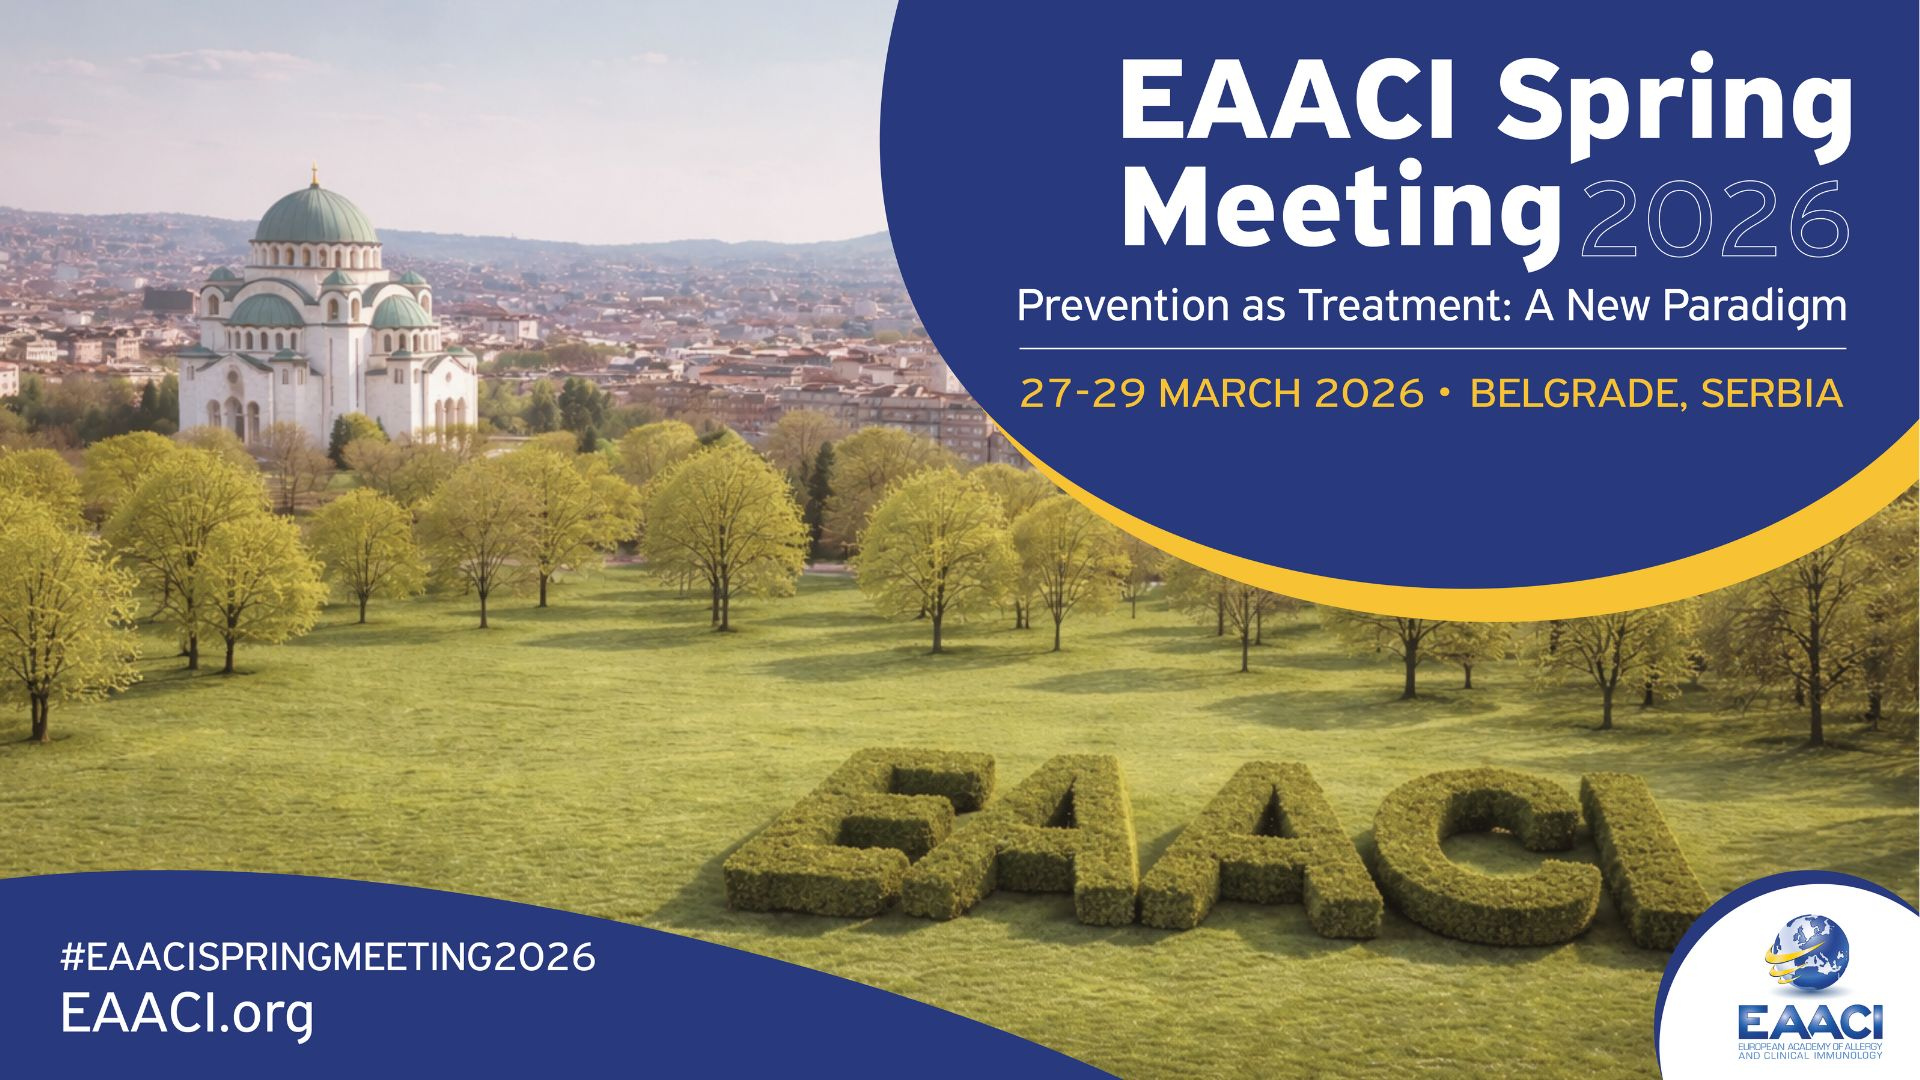 EAACI Spring
Meeting 2026
Prevention as Treatment: A New Paradigm
27-29 MARCH 2026 • BELGRADE, SERBIA
EAACI
#EAACISPRINGMEETING2026
EAACI.org
EAACI
EUROPEAN ACADEMY OF ALLERGY
AND CLINICAL IMMUNOLOGY